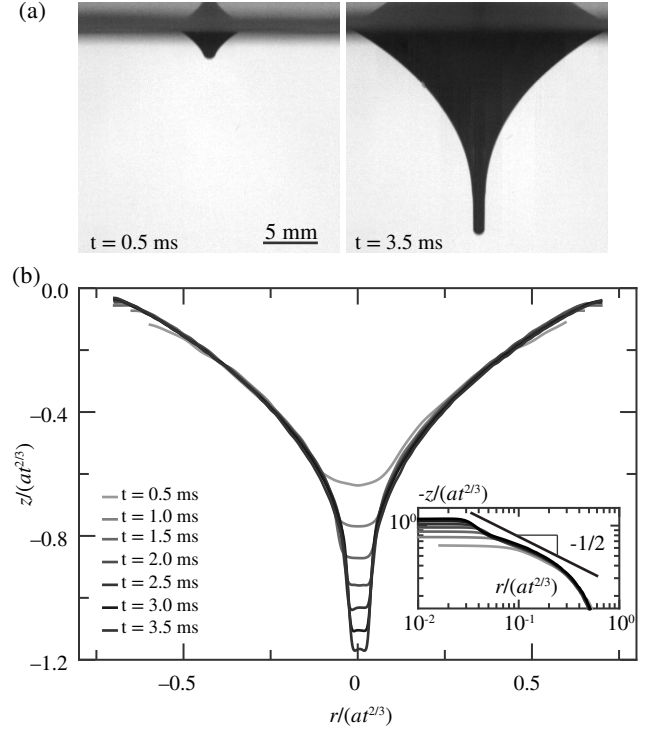 (a)
t = 0.5 ms
5 mm
t = 3.5 ms
(b)
0.0
−0.4
−0.8
−1.2
z/(at^{2/3})
t = 0.5 ms
t = 1.0 ms
t = 1.5 ms
t = 2.0 ms
t = 2.5 ms
t = 3.0 ms
t = 3.5 ms
-z/(at^{2/3})
10^0
-1/2
r/(at^{2/3})
10^{-2}
10^{-1}
10^0
−0.5
0
0.5
r/(at^{2/3})